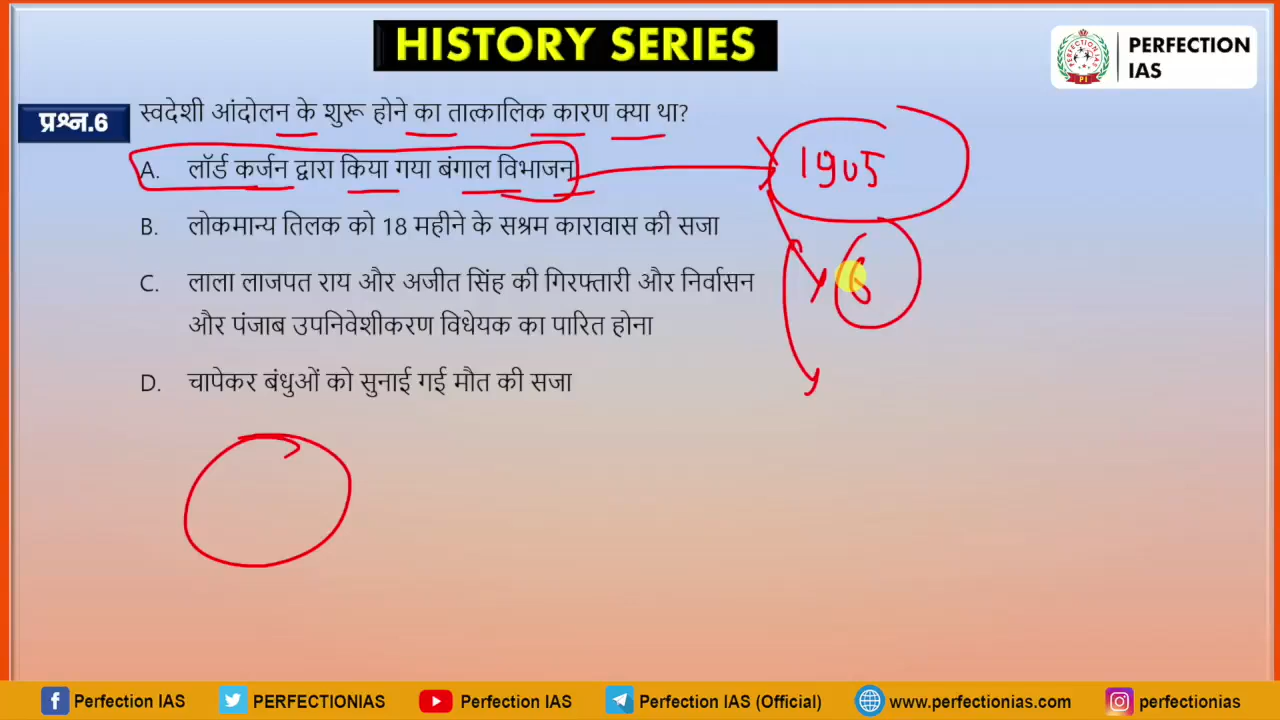 HISTORY SERIES
PERFECTION
IAS
प्रश्न.6
स्वदेशी आंदोलन के शुरू होने का तात्कालिक कारण क्या था?
A. लॉर्ड कर्जन द्वारा किया गया बंगाल विभाजन
1905
B. लोकमान्य तिलक को 18 महीने के सश्रम कारावास की सजा
6
C. लाला लाजपत राय और अजीत सिंह की गिरफ्तारी और निर्वासन
और पंजाब उपनिवेशीकरण विधेयक का पारित होना
D. चापेकर बंधुओं को सुनाई गई मौत की सजा
Perfection IAS PERFECTIONIAS Perfection IAS Perfection IAS (Official) www.perfectionias.com perfectionias